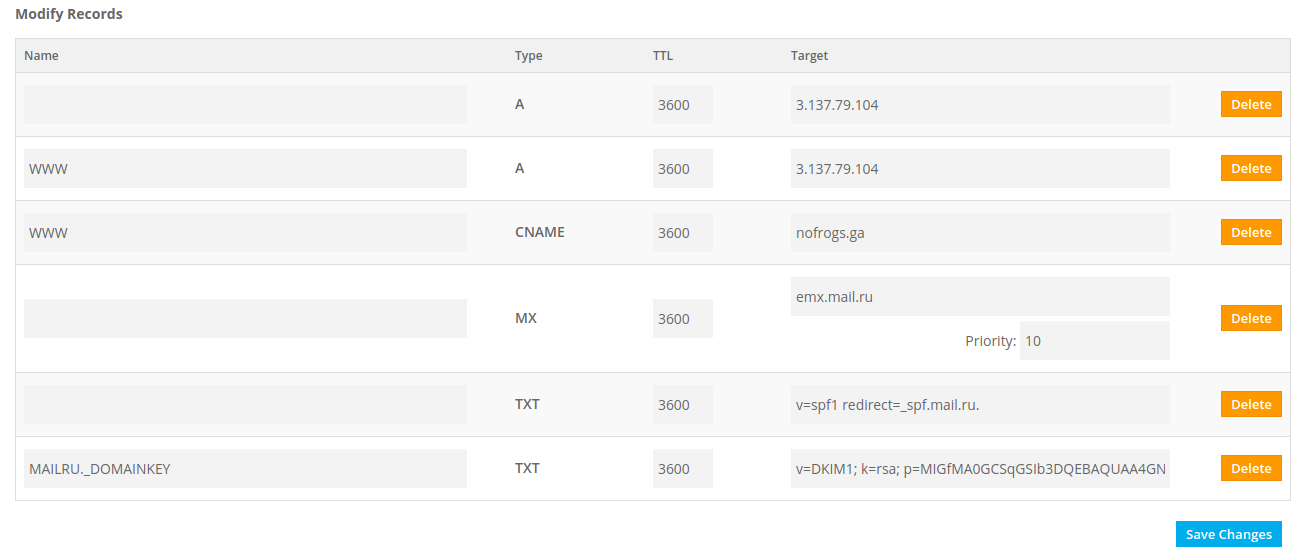 Modify Records
Name Type TTL Target
A 3600 3.137.79.104 Delete
WWW A 3600 3.137.79.104 Delete
WWW CNAME 3600 nofrogs.ga Delete
MX 3600 emx.mail.ru Delete
Priority: 10
TXT 3600 v=spf1 redirect=_spf.mail.ru. Delete
MAILRU._DOMAINKEY TXT 3600 v=DKIM1; k=rsa; p=MIGfMA0GCSqGSIb3DQEBAQUAA4GN Delete
Save Changes